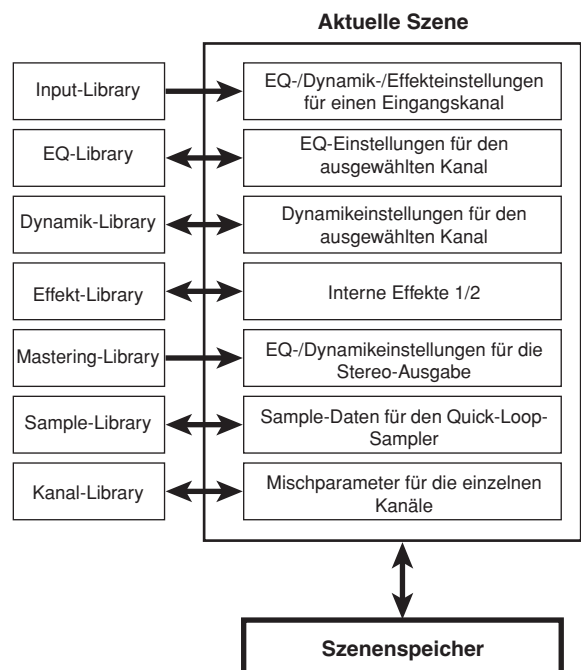 Aktuelle Szene
Input-Library
EQ-/Dynamik-/Effekteinstellungen
für einen Eingangskanal
EQ-Library
EQ-Einstellungen für den
ausgewählten Kanal
Dynamik-Library
Dynamikeinstellungen für den
ausgewählten Kanal
Effekt-Library
Interne Effekte 1/2
Mastering-Library
EQ-/Dynamikeinstellungen für die
Stereo-Ausgabe
Sample-Library
Sample-Daten für den Quick-Loop-
Sampler
Kanal-Library
Mischparameter für die einzelnen
Kanäle
Szenenspeicher